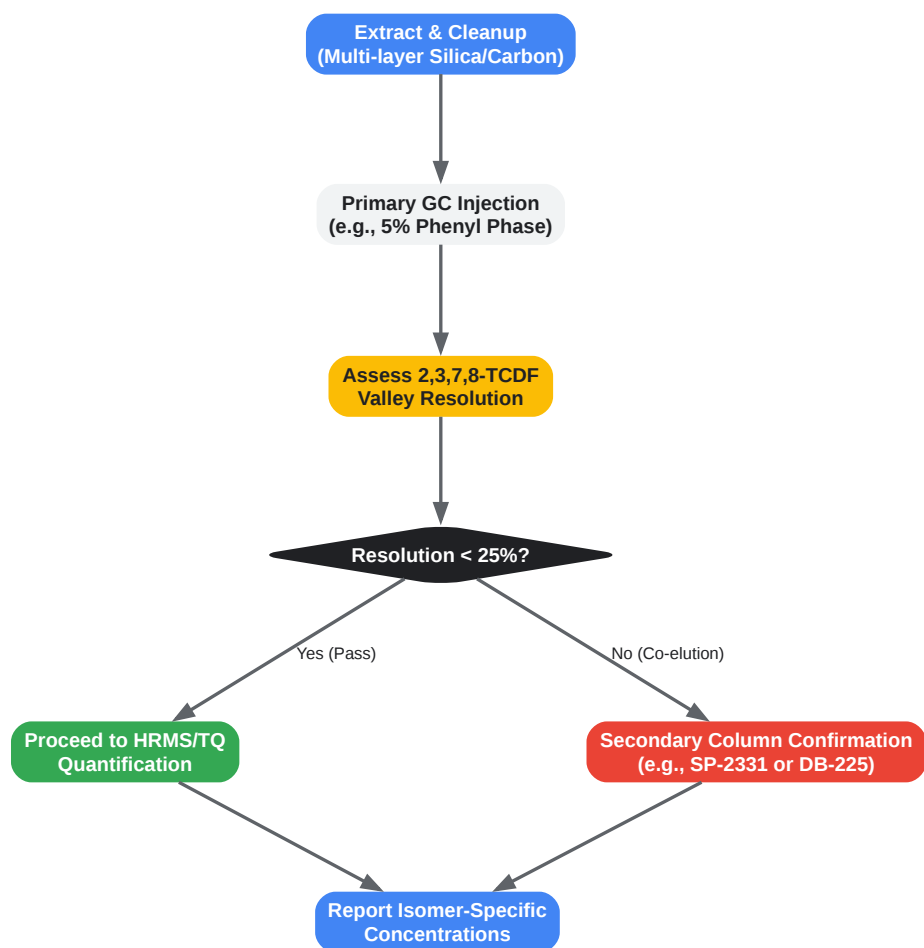 Extract & Cleanup
(Multi-layer Silica/Carbon)
Primary GC Injection
(e.g., 5% Phenyl Phase)
Assess 2,3,7,8-TCDF
Valley Resolution
Resolution < 25%?
Yes (Pass)
No (Co-elution)
Proceed to HRMS/TQ
Quantification
Secondary Column Confirmation
(e.g., SP-2331 or DB-225)
Report Isomer-Specific
Concentrations